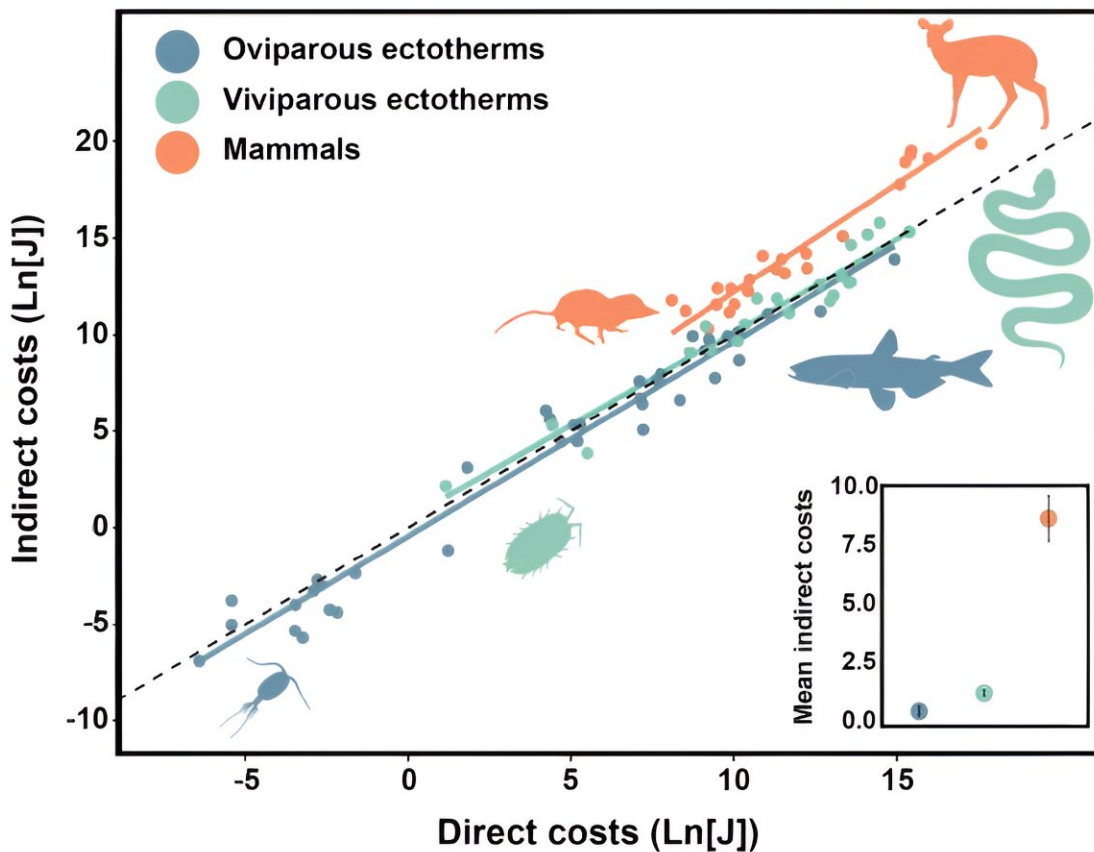 Oviparous ectotherms
Viviparous ectotherms
Mammals
Indirect costs (Ln[J])
20
15
10
5
0
-5
-10
-5
0
5
10
15
Direct costs (Ln[J])
Mean indirect costs
10.0
7.5
5.0
2.5
0.0